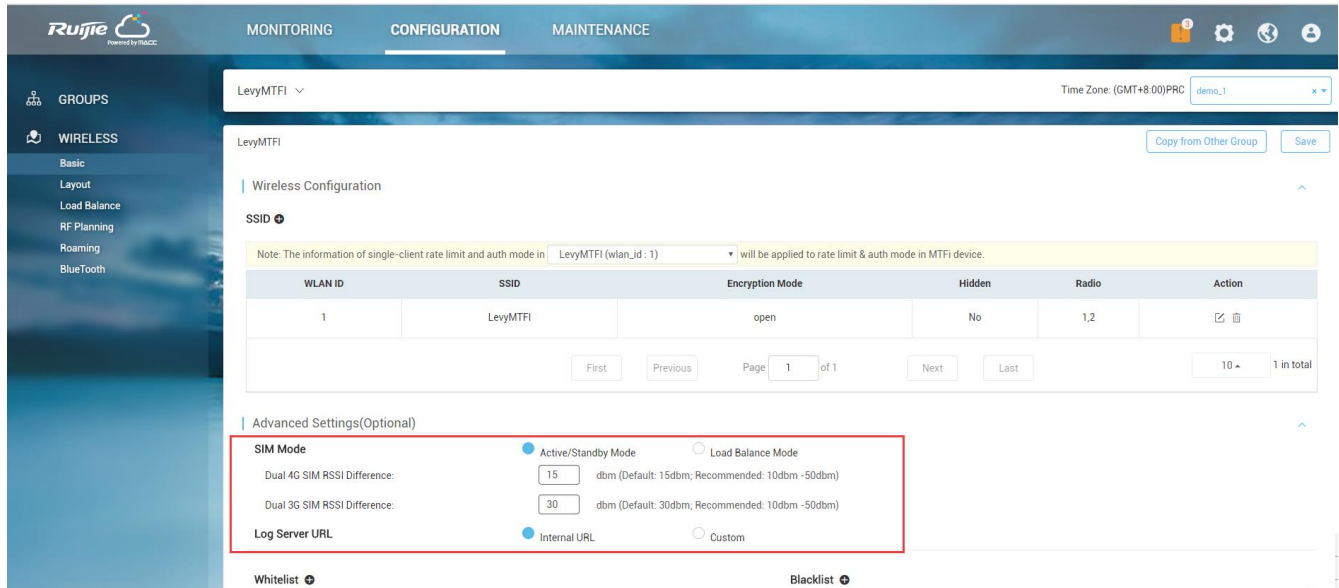 Ruijie
Powered by MACC
MONITORING
CONFIGURATION
MAINTENANCE
3
GROUPS
WIRELESS
Basic
Layout
Load Balance
RF Planning
Roaming
BlueTooth
LevyMTFI
Time Zone: (GMT+8:00)PRC
demo_1
LevyMTFI
Copy from Other Group
Save
Wireless Configuration
SSID
Note: The information of single-client rate limit and auth mode in LevyMTFI (wlan_id : 1) will be applied to rate limit & auth mode in MTFi device.
WLAN ID SSID Encryption Mode Hidden Radio Action
1 LevyMTFI open No 1,2
First Previous Page 1 of 1 Next Last 10 1 in total
Advanced Settings(Optional)
SIM Mode Active/Standby Mode Load Balance Mode
Dual 4G SIM RSSI Difference: 15 dbm (Default: 15dbm; Recommended: 10dbm -50dbm)
Dual 3G SIM RSSI Difference: 30 dbm (Default: 30dbm; Recommended: 10dbm -50dbm)
Log Server URL Internal URL Custom
Whitelist Blacklist